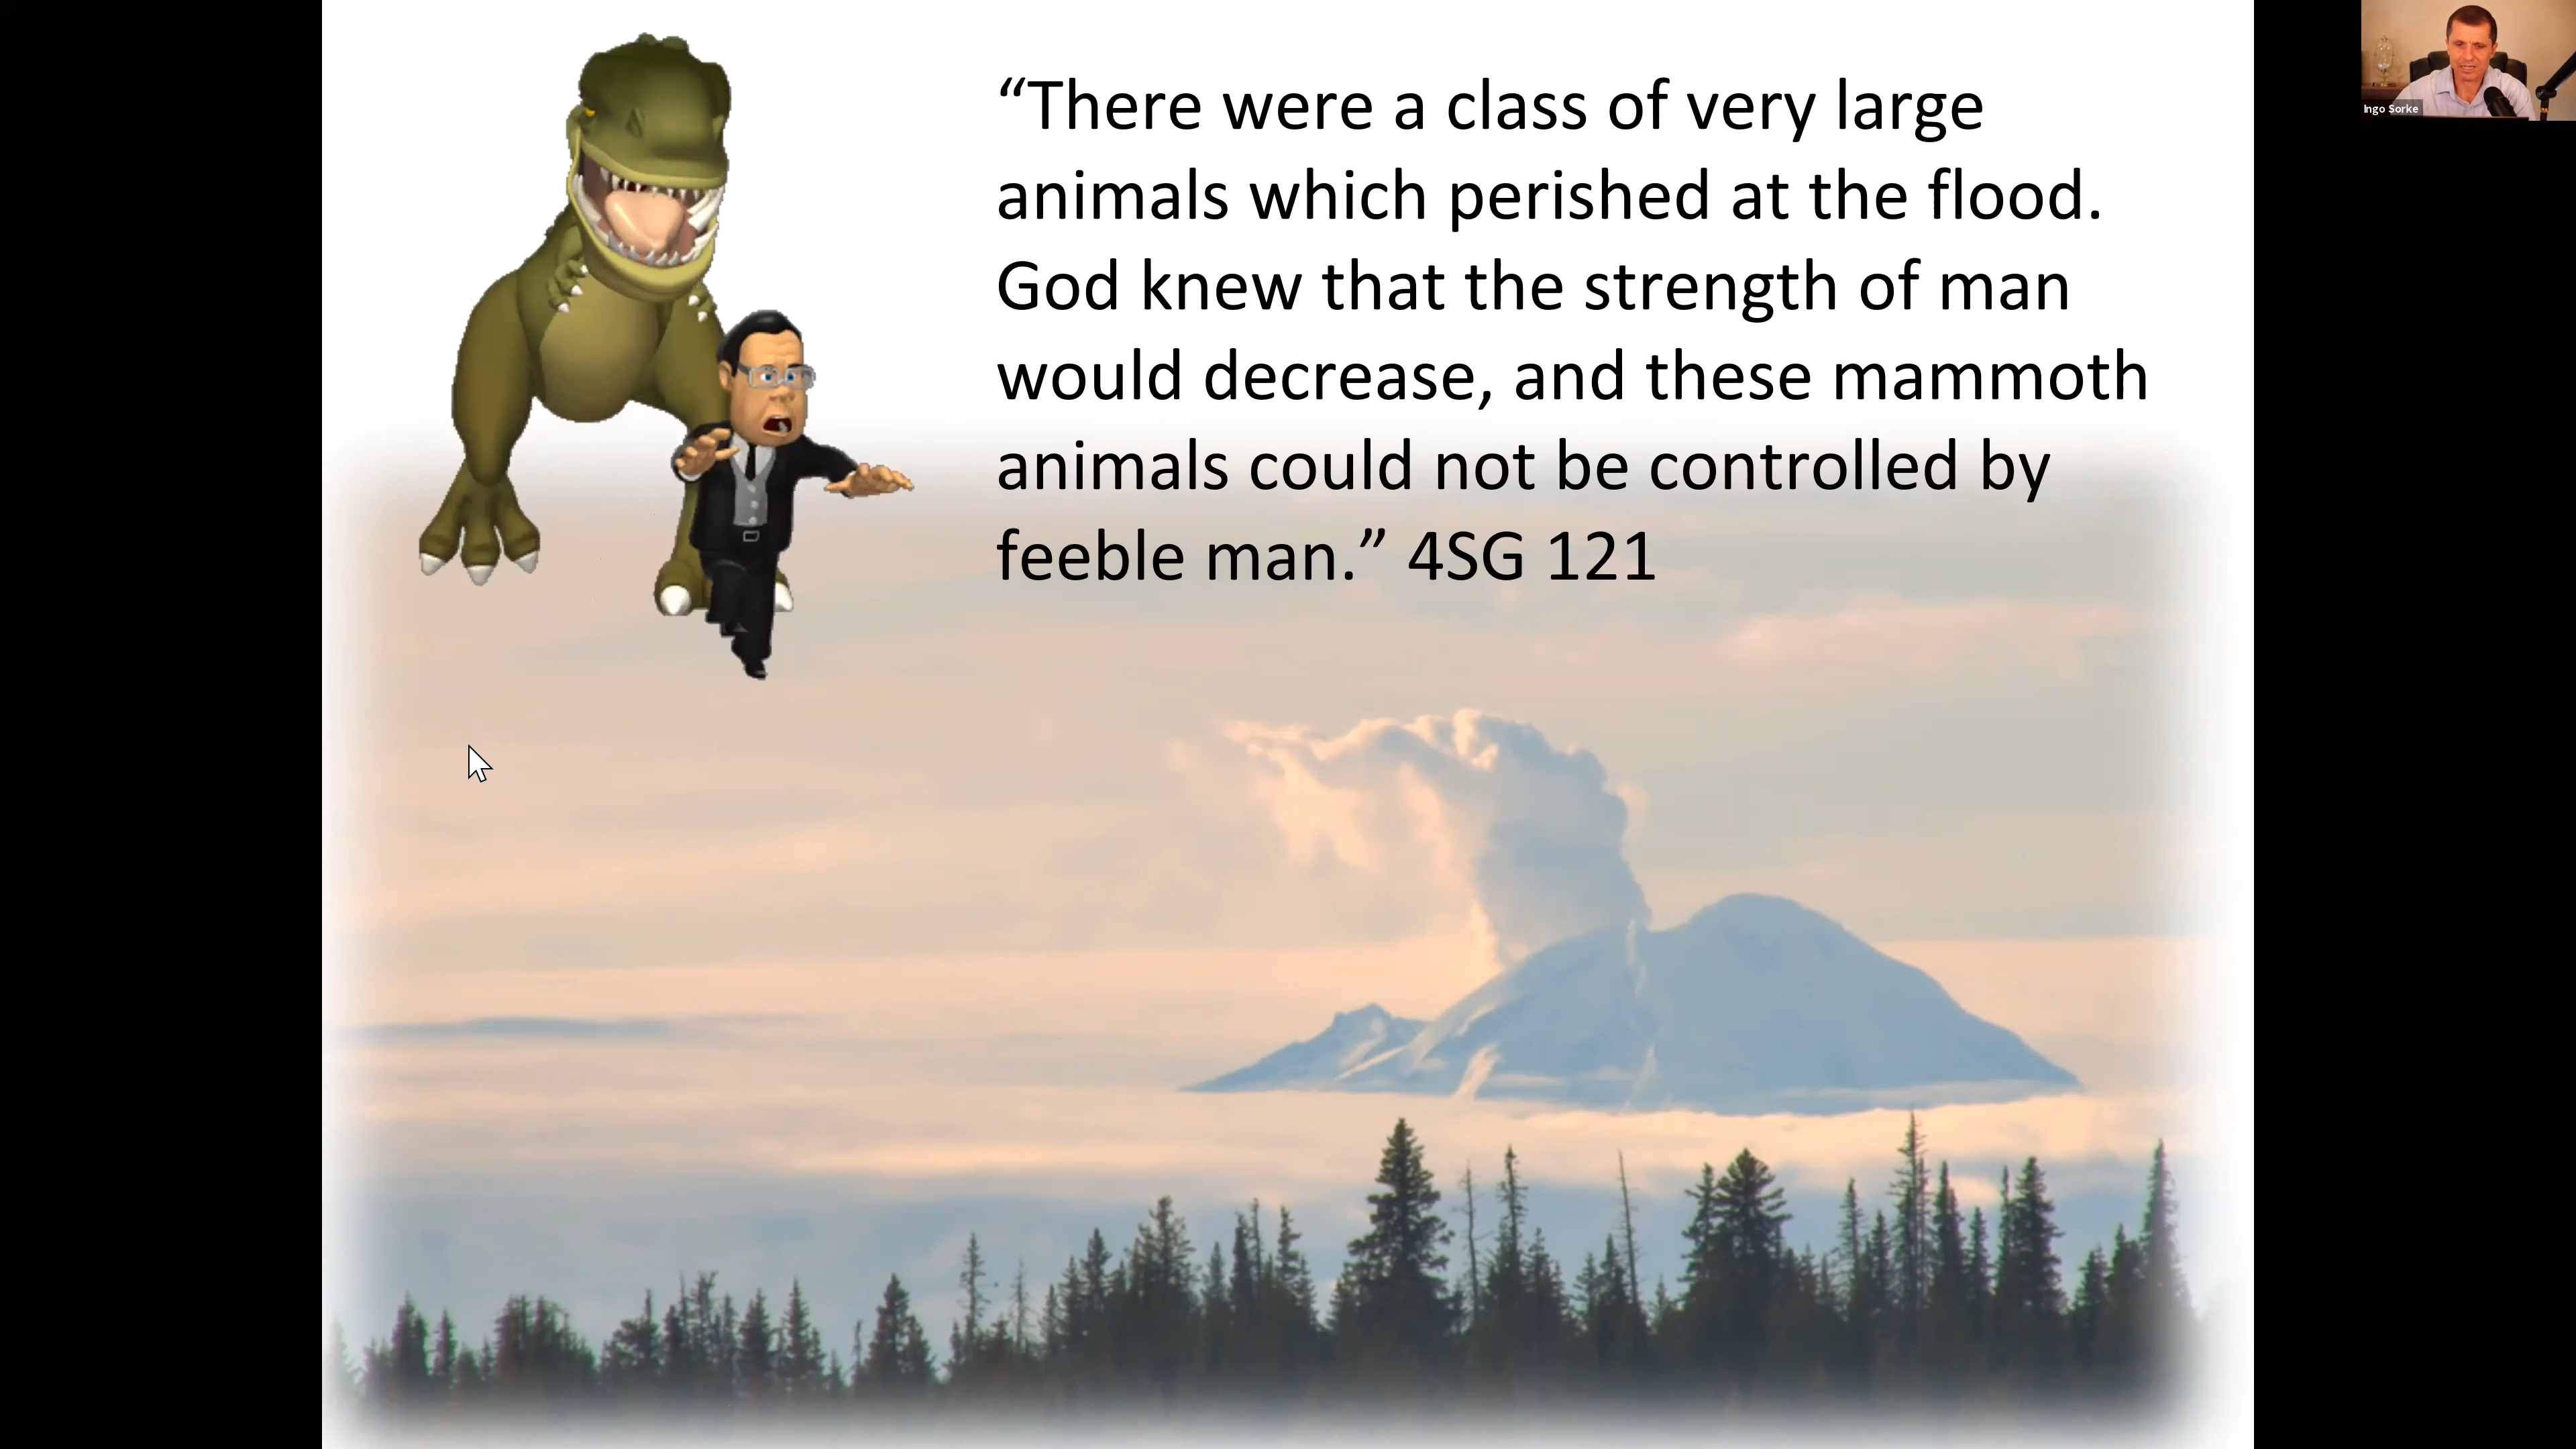 “There were a class of very large
animals which perished at the flood.
God knew that the strength of man
would decrease, and these mammoth
animals could not be controlled by
feeble man.” 4SG 121
Ingo Sorke